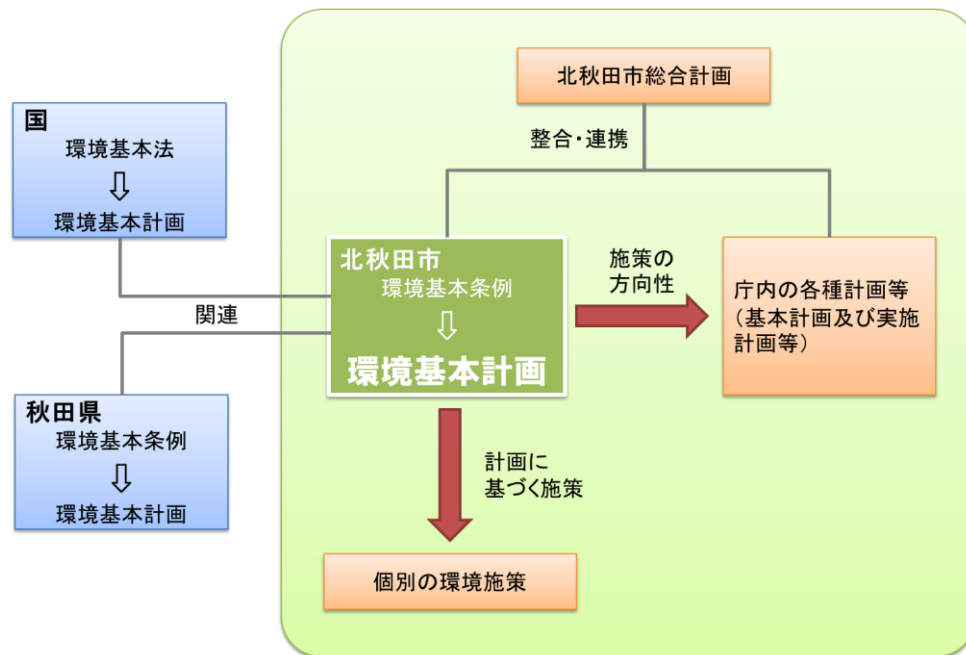 北秋田市総合計画
整合・連携
国
環境基本法
⇩
環境基本計画
関連
秋田県
環境基本条例
⇩
環境基本計画
北秋田市
環境基本条例
⇩
環境基本計画
施策の
方向性
庁内の各種計画等
（基本計画及び実施
計画等）
計画に
基づく施策
個別の環境施策